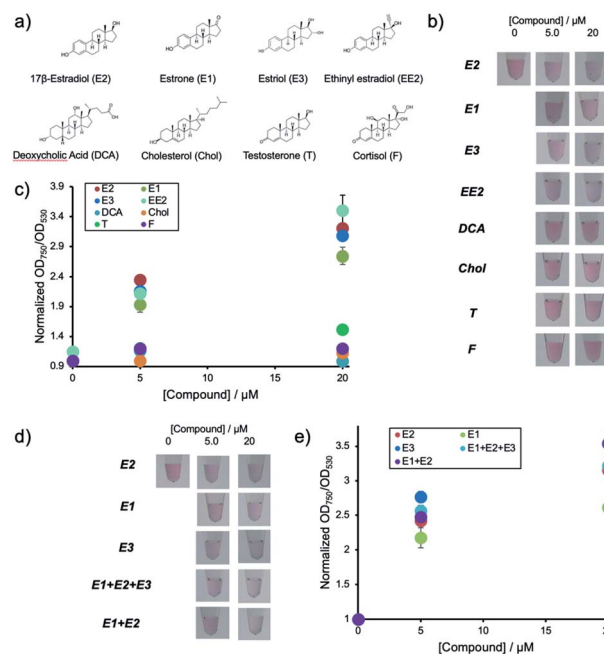 a)
17β-Estradiol (E2)
Estrone (E1)
Estriol (E3)
Ethinyl estradiol (EE2)
Deoxycholic Acid (DCA)
Cholesterol (Chol)
Testosterone (T)
Cortisol (F)
b)
[Compound] / µM
0
5.0
20
E2
E1
E3
EE2
DCA
Chol
T
F
c)
Normalized OD750/OD530
3.9
3.4
2.9
2.4
1.9
1.4
0.9
E2
E1
E3
EE2
DCA
Chol
T
F
0
5
10
15
20
[Compound] / µM
d)
[Compound] / µM
0
5.0
20
E2
E1
E3
E1+E2+E3
E1+E2
e)
Normalized OD750/OD530
3.5
3
2.5
2
1.5
1
E2
E1
E3
E1+E2+E3
E1+E2
0
5
10
15
[Compound] / µM